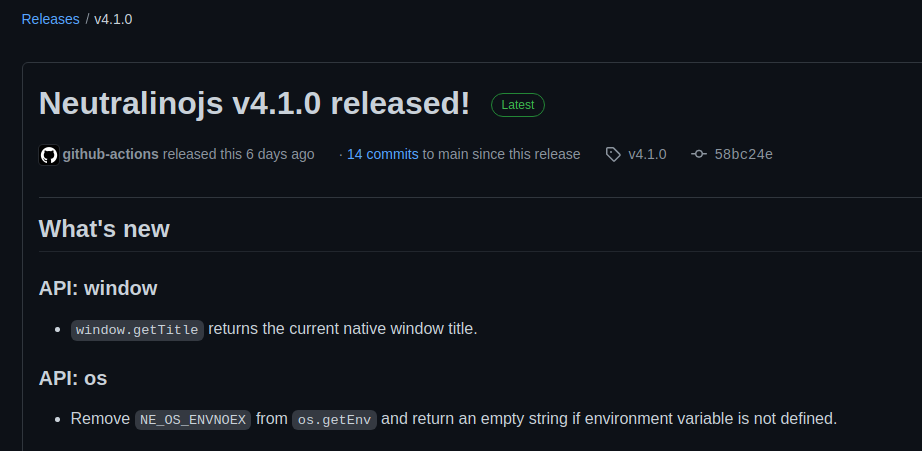 Releases / v4.1.0
Neutralinojs v4.1.0 released! Latest
github-actions released this 6 days ago · 14 commits to main since this release v4.1.0 58bc24e
What's new
API: window
• window.getTitle returns the current native window title.
API: os
• Remove NE_OS_ENVNOEX from os.getEnv and return an empty string if environment variable is not defined.